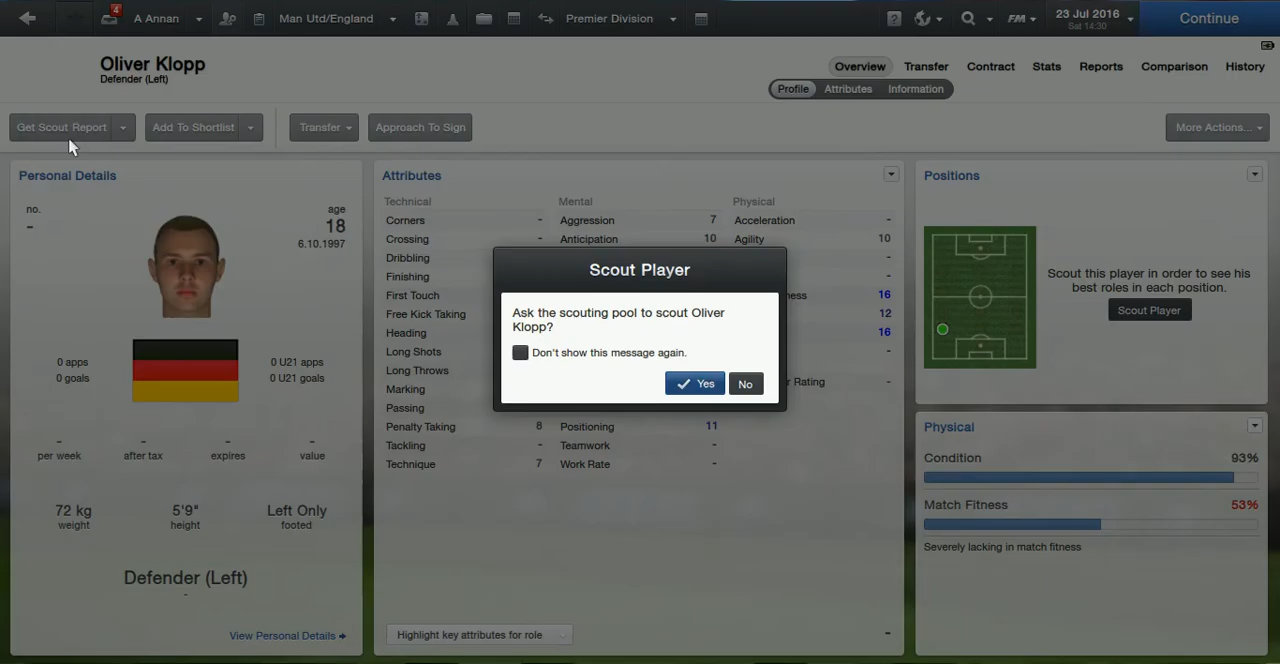 4
A Annan
Man Utd/England
Premier Division
?
FM
23 Jul 2016
Sat 14:30
Continue
Oliver Klopp
Defender (Left)
Overview Transfer Contract Stats Reports Comparison History
Profile Attributes Information
Get Scout Report
Add To Shortlist
Transfer
Approach To Sign
More Actions...
Personal Details
no.
-
age
18
6.10.1997
0 apps
0 goals
0 U21 apps
0 U21 goals
- - - -
per week after tax expires value
72 kg 5'9" Left Only
weight height footed
Defender (Left)
-
View Personal Details
Attributes
Technical Mental Physical
Corners - Aggression 7 Acceleration -
Crossing - Anticipation 10 Agility 10
Dribbling -
Finishing -
First Touch ness 16
Free Kick Taking 12
Heading 16
Long Shots -
Long Throws
Marking r Rating -
Passing
Penalty Taking 8 Positioning 11
Tackling - Teamwork -
Technique 7 Work Rate -
Highlight key attributes for role
-
Scout Player
Ask the scouting pool to scout Oliver
Klopp?
Don't show this message again.
Yes No
Positions
Scout this player in order to see his
best roles in each position.
Scout Player
Physical
Condition 93%
Match Fitness 53%
Severely lacking in match fitness